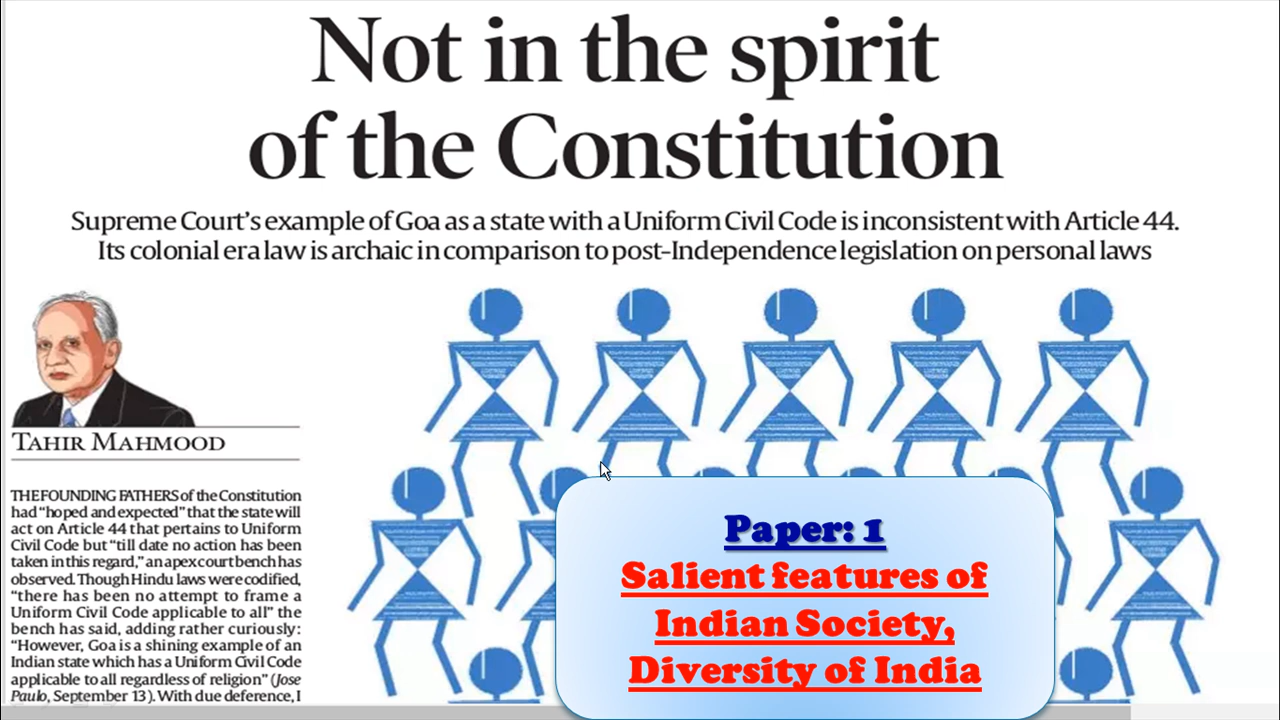 Not in the spirit
of the Constitution
Supreme Court's example of Goa as a state with a Uniform Civil Code is inconsistent with Article 44.
Its colonial era law is archaic in comparison to post-Independence legislation on personal laws
TAHIR MAHMOOD
THE FOUNDING FATHERS of the Constitution
had “hoped and expected” that the state will
act on Article 44 that pertains to Uniform
Civil Code but “till date no action has been
taken in this regard,” an apex court bench has
observed. Though Hindu laws were codified,
“there has been no attempt to frame a
Uniform Civil Code applicable to all” the
bench has said, adding rather curiously:
“However, Goa is a shining example of an
Indian state which has a Uniform Civil Code
applicable to all regardless of religion” (Jose
Paulo, September 13). With due deference, I
Paper: 1
Salient features of
Indian Society,
Diversity of India